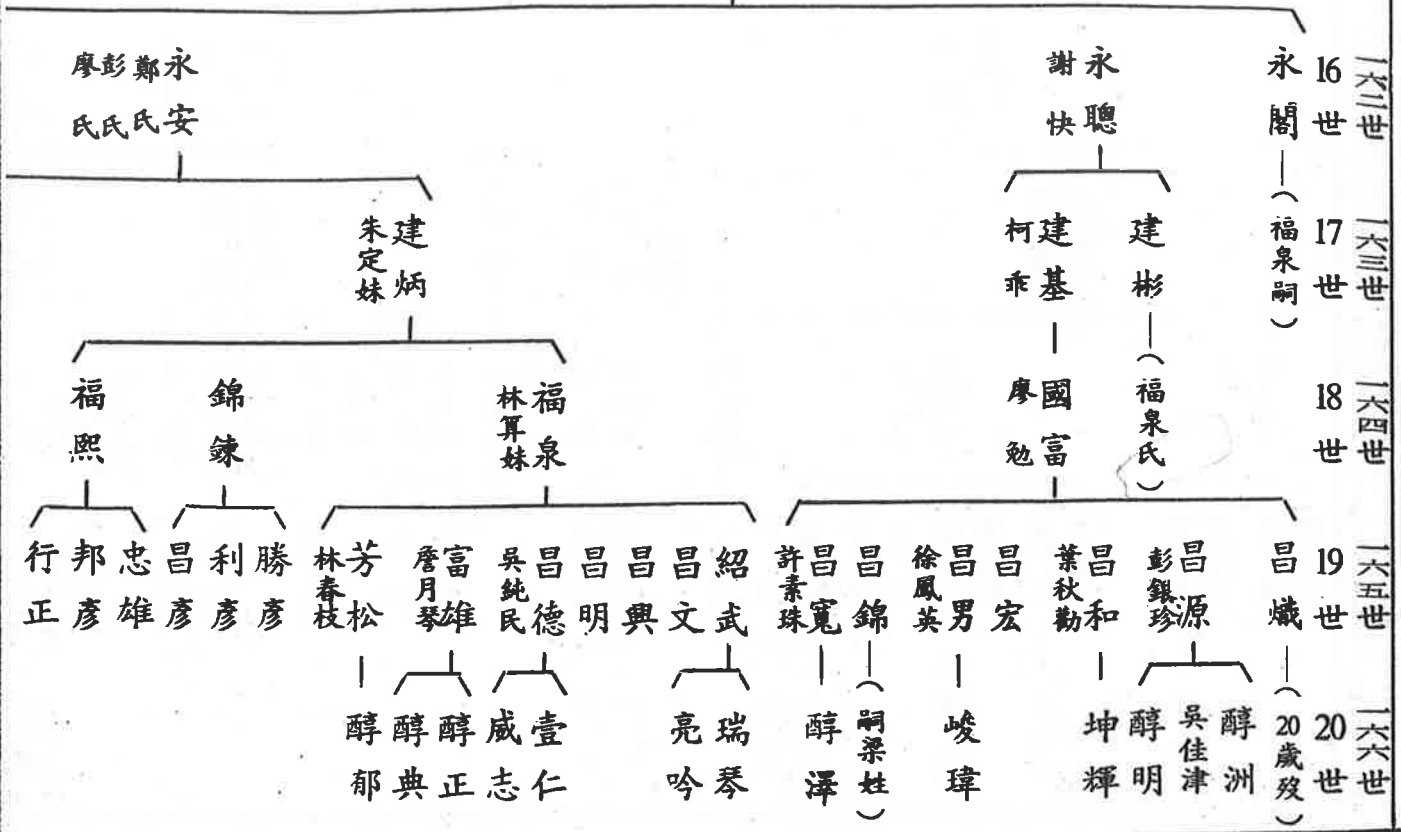 一六二世
16世
永閣
永聰
謝快
永安
鄭氏
彭氏
廖氏
一六三世
17世
（福泉嗣）
建彬
建基
柯乖
建炳
朱定妹
一六四世
18世
（福泉氏）
國富
廖勉
福泉
林算妹
錦鍊
福熙
一六五世
19世
昌熾
昌源
彭銀珍
昌和
葉秋勤
昌宏
昌男
徐鳳英
昌錦
昌寬
許素珠
紹武
昌文
昌興
昌明
昌德
吳純民
富雄
詹月琴
芳松
林春枝
勝彥
利彥
昌彥
忠雄
邦彥
行正
一六六世
20世
（20歲歿）
醇洲
吳佳津
醇明
坤輝
峻瑋
（嗣梁姓）
醇澤
瑞琴
亮吟
壹仁
威志
醇正
醇典
醇郁